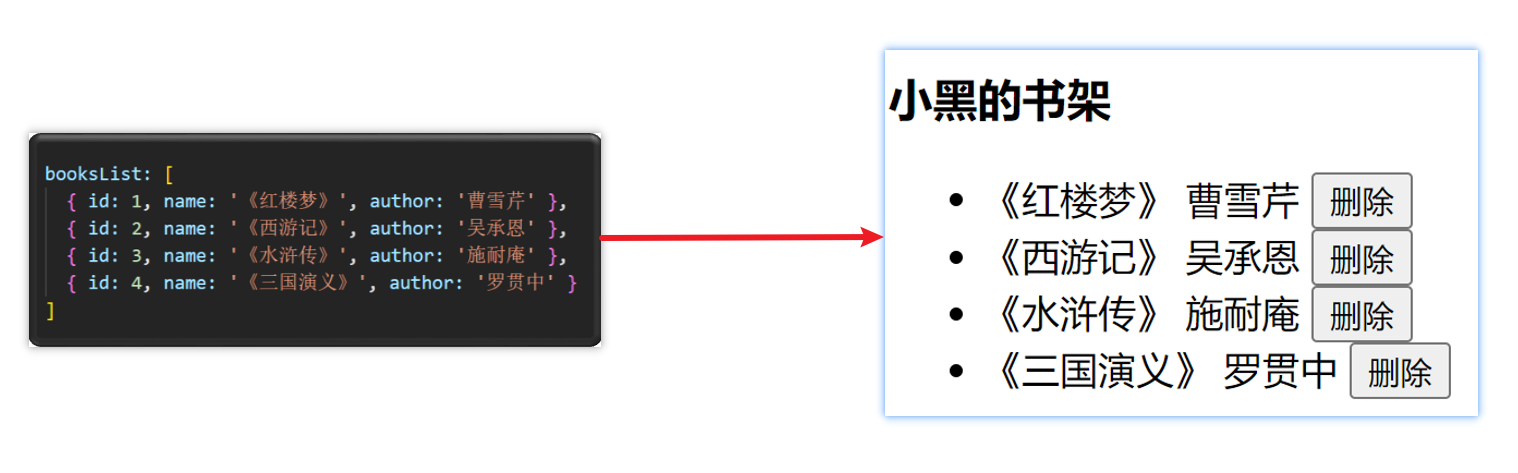 booksList: [
{ id: 1, name: '《红楼梦》', author: '曹雪芹' },
{ id: 2, name: '《西游记》', author: '吴承恩' },
{ id: 3, name: '《水浒传》', author: '施耐庵' },
{ id: 4, name: '《三国演义》', author: '罗贯中' }
]
小黑的书架
《红楼梦》 曹雪芹 删除
《西游记》 吴承恩 删除
《水浒传》 施耐庵 删除
《三国演义》 罗贯中 删除